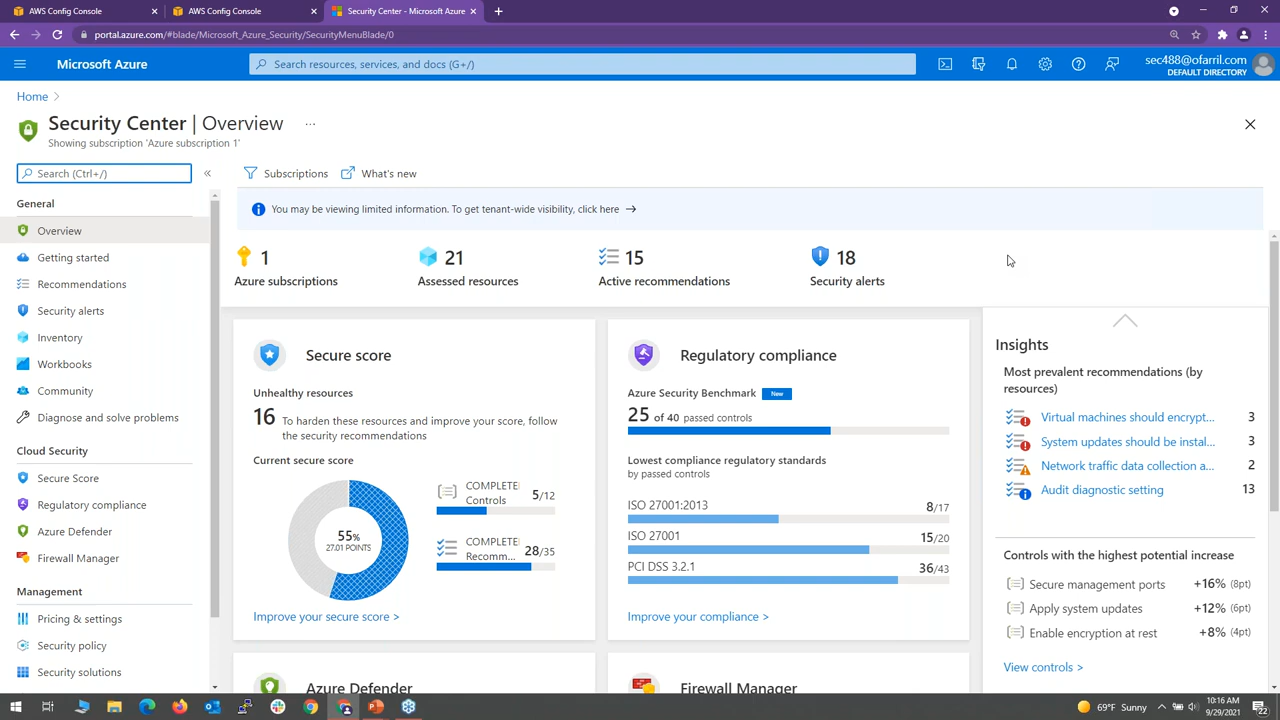 AWS Config Console
AWS Config Console
Security Center - Microsoft Azure
portal.azure.com/#blade/Microsoft_Azure_Security/SecurityMenuBlade/0
Microsoft Azure
Search resources, services, and docs (G+/)
sec488@ofarril.com
DEFAULT DIRECTORY
Home
Security Center | Overview
Showing subscription 'Azure subscription 1'
Search (Ctrl+/)
Subscriptions
What's new
General
Overview
Getting started
Recommendations
Security alerts
Inventory
Workbooks
Community
Diagnose and solve problems
Cloud Security
Secure Score
Regulatory compliance
Azure Defender
Firewall Manager
Management
Pricing & settings
Security policy
Security solutions
You may be viewing limited information. To get tenant-wide visibility, click here →
1
Azure subscriptions
21
Assessed resources
15
Active recommendations
18
Security alerts
Secure score
Unhealthy resources
16 To harden these resources and improve your score, follow
the security recommendations
Current secure score
55%
27.01 POINTS
COMPLETE
Controls
5/12
COMPLETE
Recomm...
28/35
Improve your secure score >
Regulatory compliance
Azure Security Benchmark New
25 of 40 passed controls
Lowest compliance regulatory standards
by passed controls
ISO 27001:2013 8/17
ISO 27001 15/20
PCI DSS 3.2.1 36/43
Improve your compliance >
Insights
Most prevalent recommendations (by
resources)
Virtual machines should encrypt... 3
System updates should be instal... 3
Network traffic data collection a... 2
Audit diagnostic setting 13
Controls with the highest potential increase
Secure management ports +16% (8pt)
Apply system updates +12% (6pt)
Enable encryption at rest +8% (4pt)
View controls >
Azure Defender
Firewall Manager
69°F Sunny
10:16 AM
9/29/2021
22